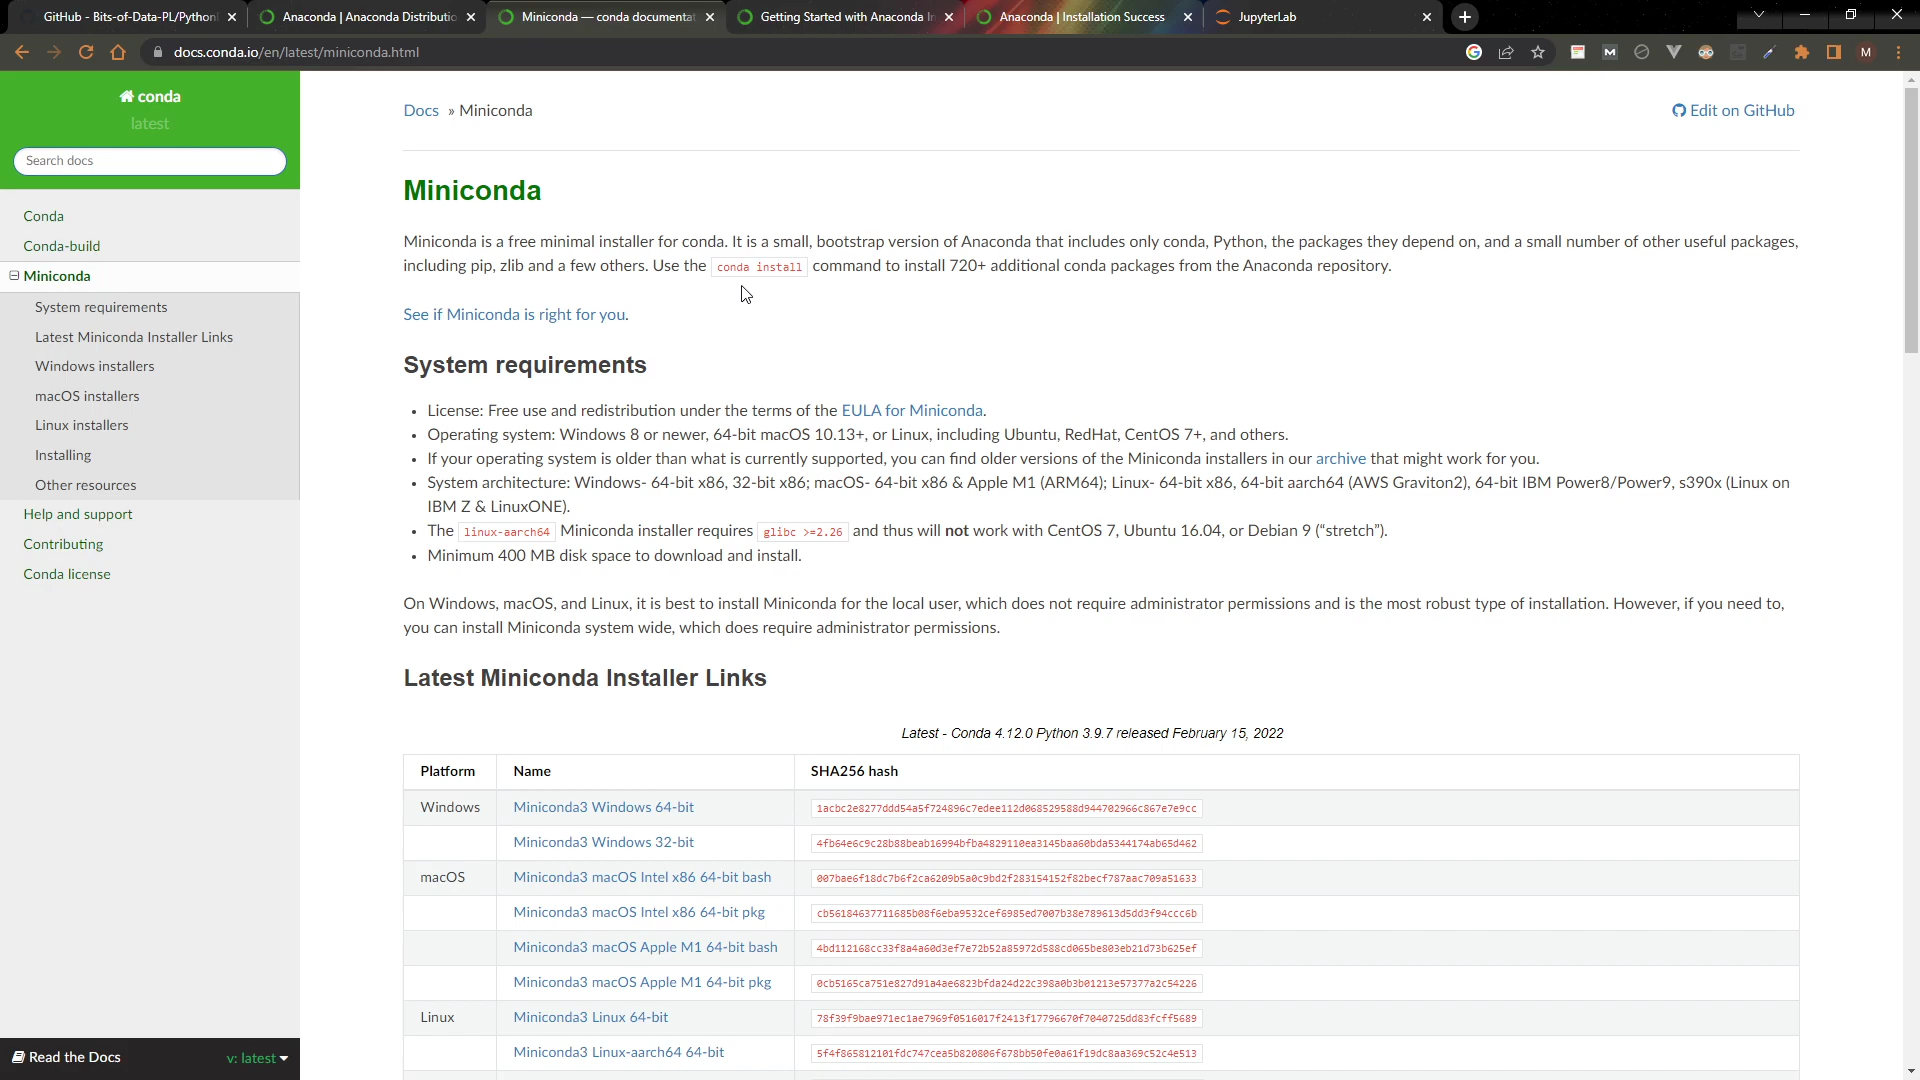 GitHub - Bits-of-Data-PL/Python
Anaconda | Anaconda Distributio
Miniconda — conda documentat
Getting Started with Anaconda In
Anaconda | Installation Success
JupyterLab
docs.conda.io/en/latest/miniconda.html
M
M
conda
latest
Search docs
Conda
Conda-build
Miniconda
System requirements
Latest Miniconda Installer Links
Windows installers
macOS installers
Linux installers
Installing
Other resources
Help and support
Contributing
Conda license
Read the Docs
v: latest
Docs » Miniconda
Edit on GitHub
Miniconda
Miniconda is a free minimal installer for conda. It is a small, bootstrap version of Anaconda that includes only conda, Python, the packages they depend on, and a small number of other useful packages,
including pip, zlib and a few others. Use the conda install command to install 720+ additional conda packages from the Anaconda repository.
See if Miniconda is right for you.
System requirements
• License: Free use and redistribution under the terms of the EULA for Miniconda.
• Operating system: Windows 8 or newer, 64-bit macOS 10.13+, or Linux, including Ubuntu, RedHat, CentOS 7+, and others.
• If your operating system is older than what is currently supported, you can find older versions of the Miniconda installers in our archive that might work for you.
• System architecture: Windows- 64-bit x86, 32-bit x86; macOS- 64-bit x86 & Apple M1 (ARM64); Linux- 64-bit x86, 64-bit aarch64 (AWS Graviton2), 64-bit IBM Power8/Power9, s390x (Linux on
IBM Z & LinuxONE).
• The linux-aarch64 Miniconda installer requires glibc >=2.26 and thus will not work with CentOS 7, Ubuntu 16.04, or Debian 9 (“stretch”).
• Minimum 400 MB disk space to download and install.
On Windows, macOS, and Linux, it is best to install Miniconda for the local user, which does not require administrator permissions and is the most robust type of installation. However, if you need to,
you can install Miniconda system wide, which does require administrator permissions.
Latest Miniconda Installer Links
Latest - Conda 4.12.0 Python 3.9.7 released February 15, 2022
Platform Name SHA256 hash
Windows Miniconda3 Windows 64-bit 1acbc2e8277ddd54a5f724896c7edee112d068529588d944702966c867e7e9cc
Miniconda3 Windows 32-bit 4fb64e6c9c28b88beab16994bfba4829110ea3145baa60bda5344174ab65d462
macOS Miniconda3 macOS Intel x86 64-bit bash 007bae6f18dc7b6f2ca6209b5a0c9bd2f283154152f82becf787aac709a51633
Miniconda3 macOS Intel x86 64-bit pkg cb56184637711685b08f6eba9532cef6985ed7007b38e789613d5dd3f94ccc6b
Miniconda3 macOS Apple M1 64-bit bash 4bd112168cc33f8a4a60d3ef7e72b52a85972d588cd065be803eb21d73b625ef
Miniconda3 macOS Apple M1 64-bit pkg 0cb5165ca751e827d91a4ae6823bfda24d22c398a0b3b01213e57377a2c54226
Linux Miniconda3 Linux 64-bit 78f39f9bae971ec1ae7969f0516017f2413f17796670f7040725dd83fcff5689
Miniconda3 Linux-aarch64 64-bit 5f4f865812101fdc747cea5b820806f678bb50fe0a61f19dc8aa369c52c4e513